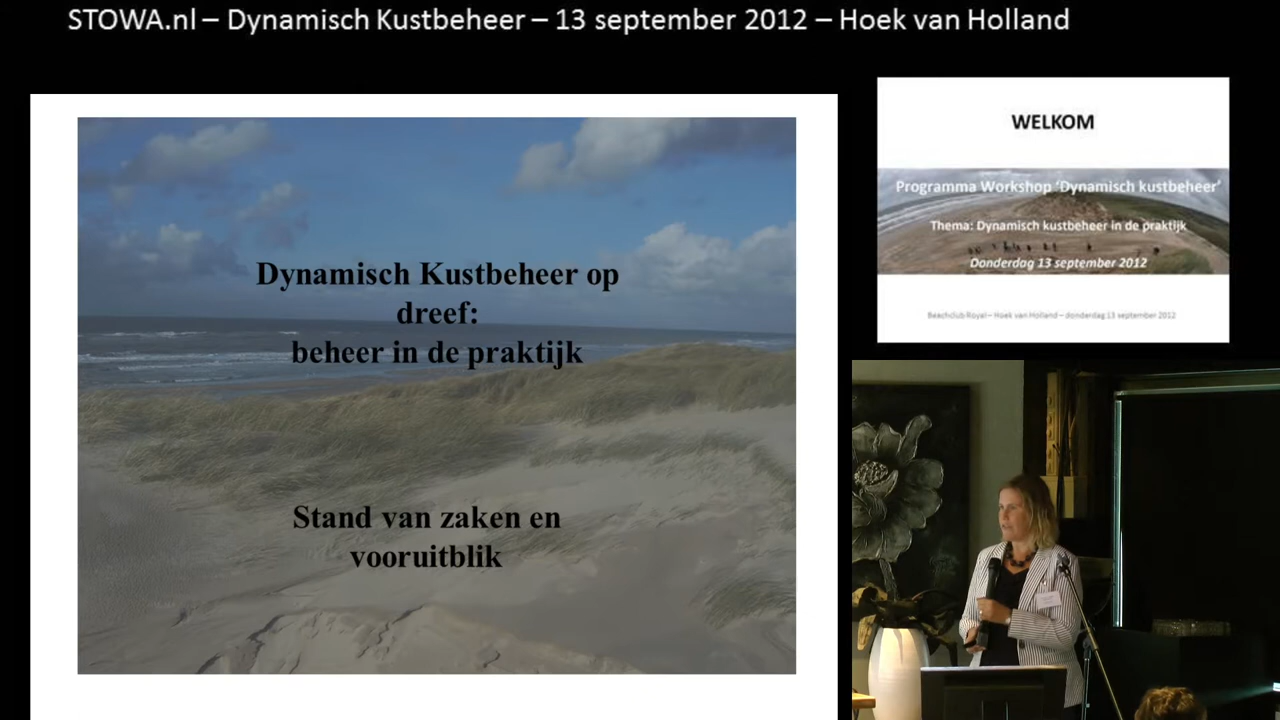 STOWA.nl – Dynamisch Kustbeheer – 13 september 2012 – Hoek van Holland
Dynamisch Kustbeheer op
dreef:
beheer in de praktijk
Stand van zaken en
vooruitblik
WELKOM
Programma Workshop ‘Dynamisch kustbeheer’
Thema: Dynamisch kustbeheer in de praktijk
Donderdag 13 september 2012
Beachclub Royal – Hoek van Holland – donderdag 13 september 2012